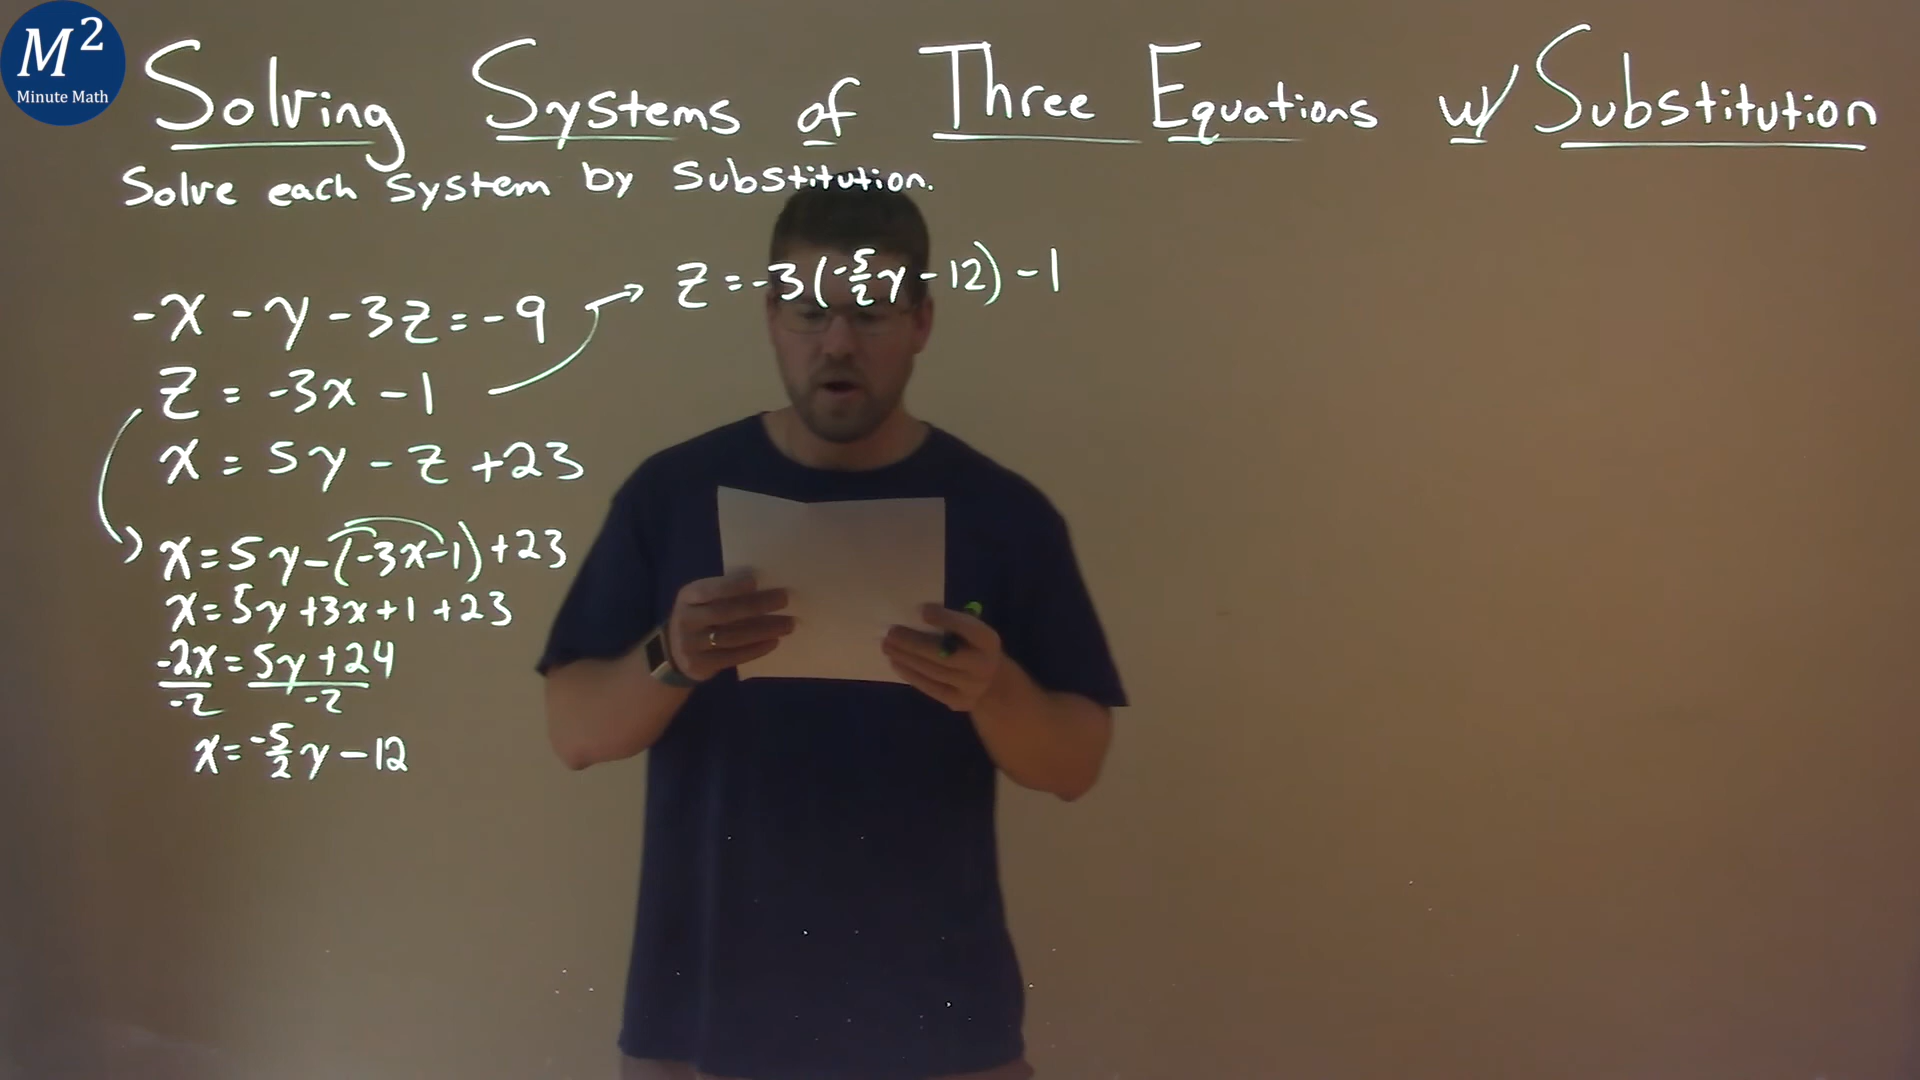 M²
Minute Math
Solving Systems of Three Equations w/ Substitution
Solve each system by substitution.
-x - y - 3z = -9
z = -3x - 1
x = 5y - z + 23
z = -3(-5/2 y - 12) - 1
x = 5y - (-3x - 1) + 23
x = 5y + 3x + 1 + 23
-2x = 5y + 24
-2 -2
x = -5/2 y - 12